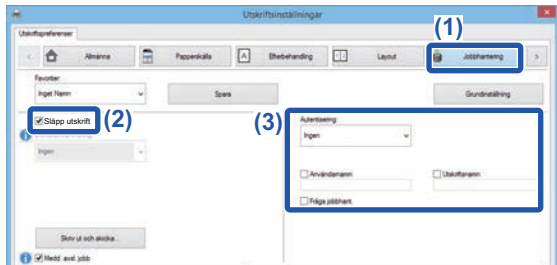 Utskriftsinställningar
(1)
Utskriftspreferenser
Allmänna
Papperskälla
Efterbehandling
Layout
Jobbhantering
Favoriter:
Inget Namn
Spara
Grundinställning
Släpp utskrift
(2)
(3)
Autentisering:
Ingen
Ingen
Användarnamn
Utskriftsnamn
Fråga jobbhant.
Skriv ut och skicka...
Medd. avsl. jobb